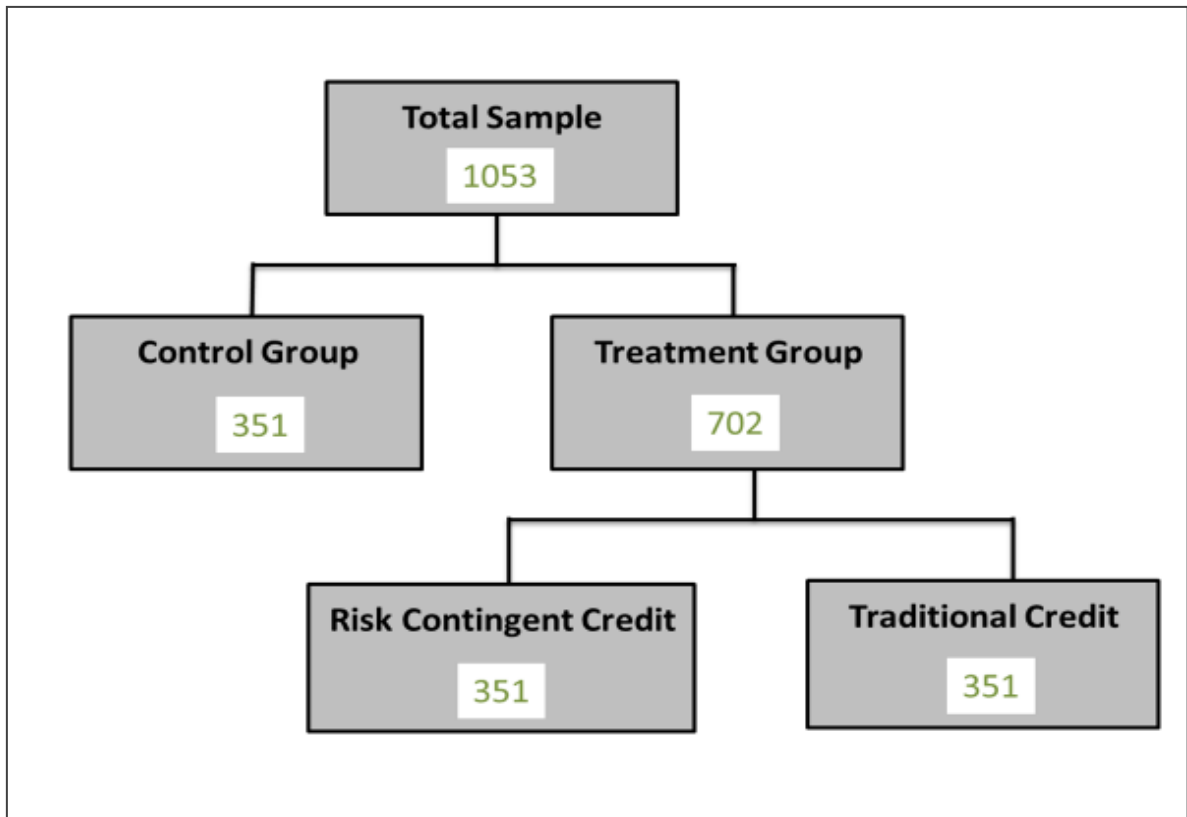 Total Sample
1053
Control Group
351
Treatment Group
702
Risk Contingent Credit
351
Traditional Credit
351